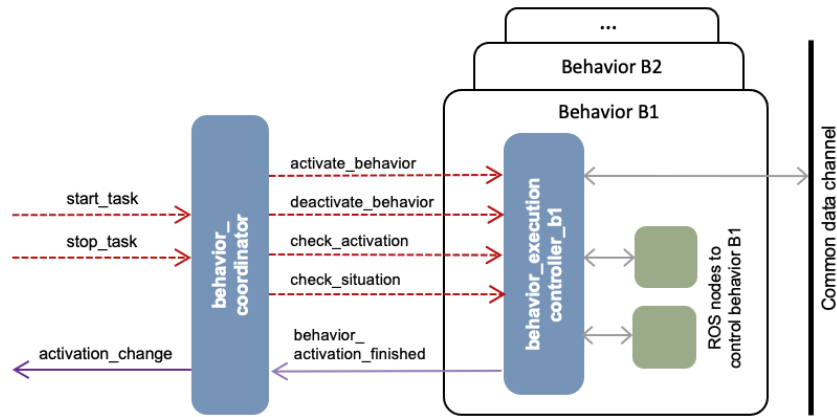 ...
Behavior B2
Behavior B1
start_task
stop_task
activation_change
behavior_
coordinator
activate_behavior
deactivate_behavior
check_activation
check_situation
behavior_
activation_finished
behavior_execution
controller_b1
ROS nodes to
control behavior B1
Common data channel